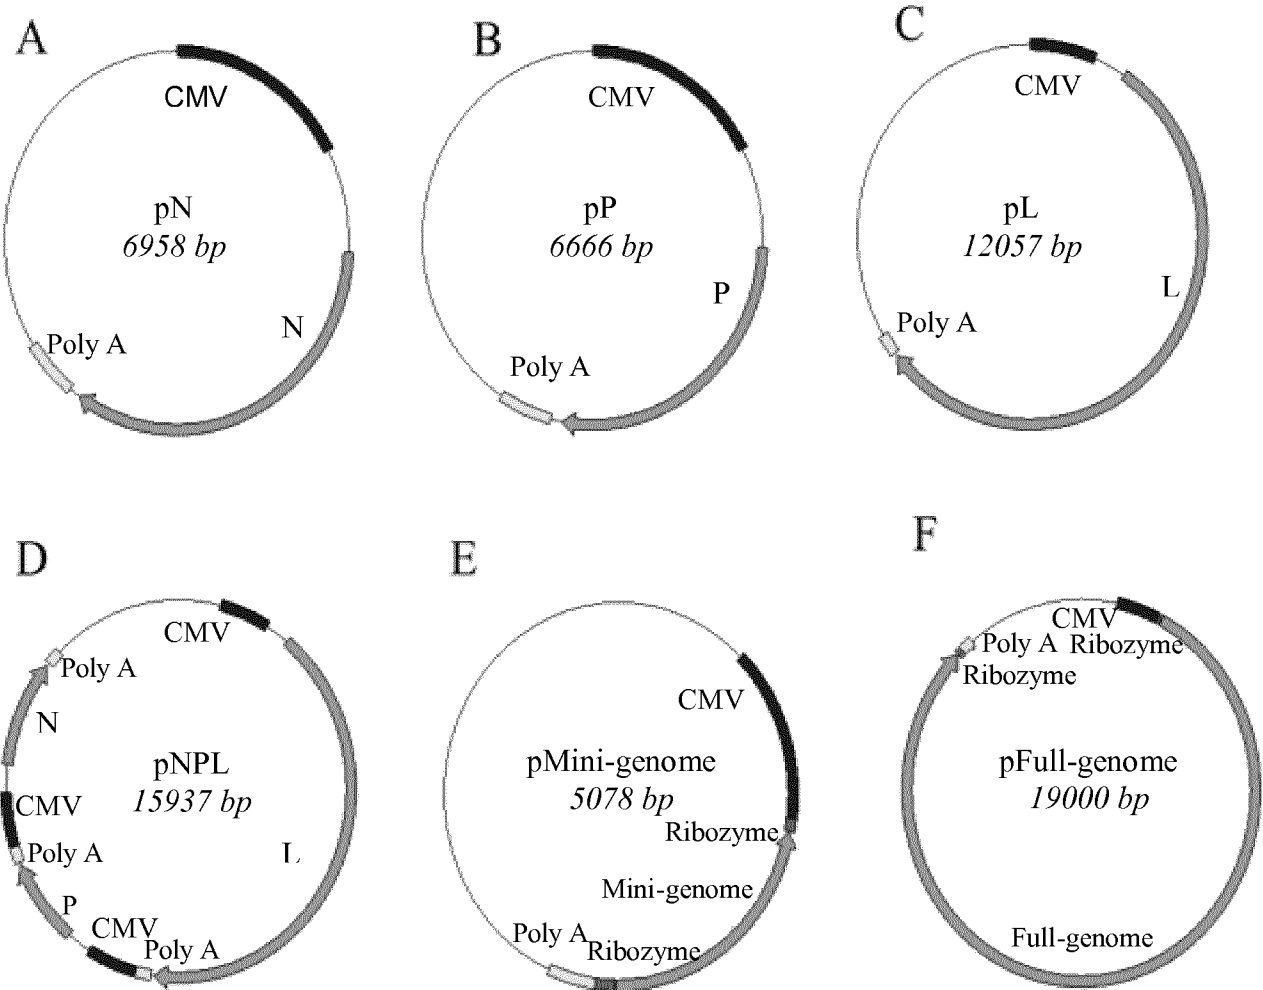 A
CMV
pN
6958 bp
N
Poly A
B
CMV
pP
6666 bp
P
Poly A
C
CMV
pL
12057 bp
L
Poly A
D
CMV
Poly A
N
pNPL
15937 bp
CMV
Poly A
L
P
CMV
Poly A
E
CMV
pMini-genome
5078 bp
Ribozyme
Mini-genome
Poly A
Ribozyme
F
CMV
Poly A
Ribozyme
Ribozyme
pFull-genome
19000 bp
Full-genome